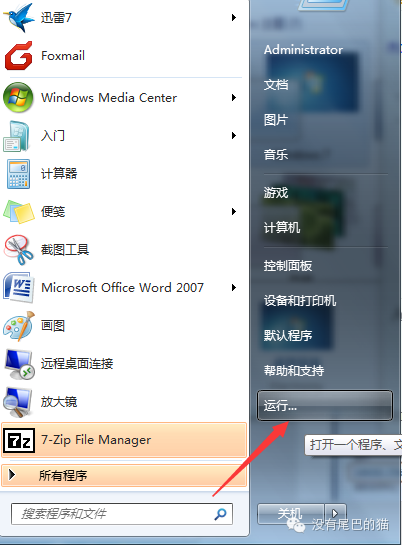 迅雷7
Foxmail
Windows Media Center
入门
计算器
便笺
截图工具
Microsoft Office Word 2007
画图
远程桌面连接
放大镜
7-Zip File Manager
所有程序
搜索程序和文件
Administrator
文档
图片
音乐
游戏
计算机
控制面板
设备和打印机
默认程序
帮助和支持
运行...
打开一个程序、文
关机
没有尾巴的猫